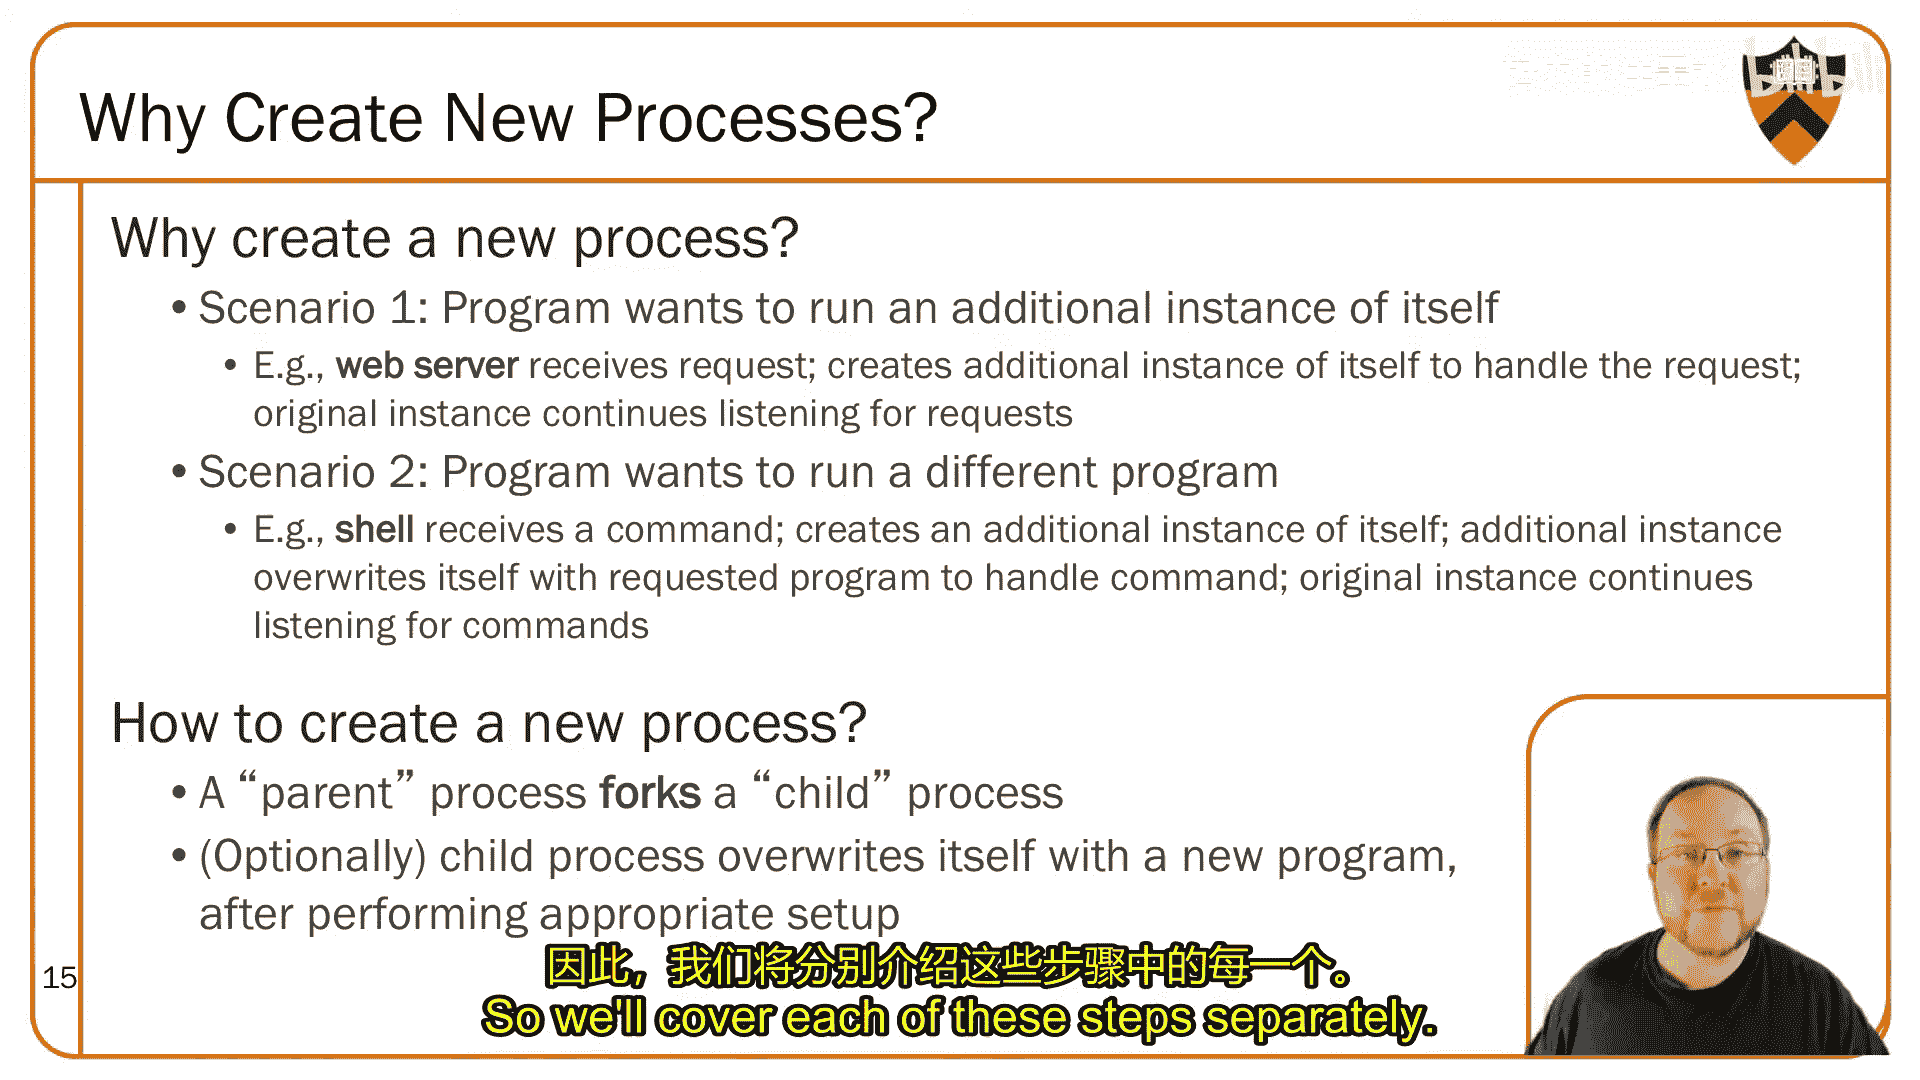 Why Create New Processes?
Why create a new process?
• Scenario 1: Program wants to run an additional instance of itself
• E.g., web server receives request; creates additional instance of itself to handle the request;
original instance continues listening for requests
• Scenario 2: Program wants to run a different program
• E.g., shell receives a command; creates an additional instance of itself; additional instance
overwrites itself with requested program to handle command; original instance continues
listening for commands
How to create a new process?
• A “parent” process forks a “child” process
• (Optionally) child process overwrites itself with a new program,
after performing appropriate setup
15
因此，我们将分别介绍这些步骤中的每一个。
So we'll cover each of these steps separately.